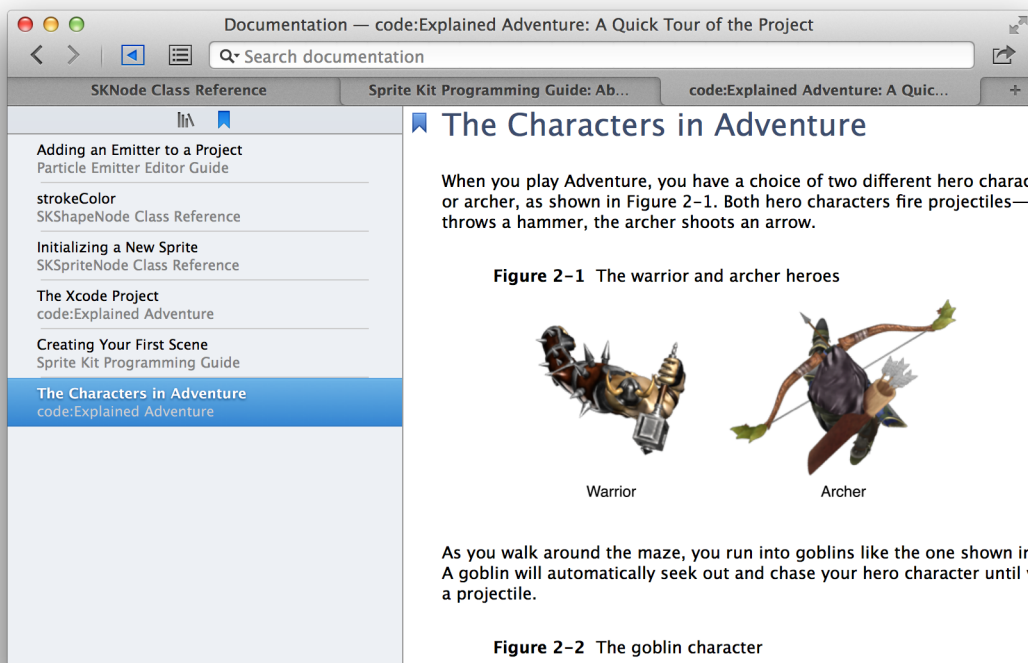 Documentation — code:Explained Adventure: A Quick Tour of the Project
Search documentation
SKNode Class Reference
Sprite Kit Programming Guide: Ab...
code:Explained Adventure: A Quic...
Adding an Emitter to a Project
Particle Emitter Editor Guide
strokeColor
SKShapeNode Class Reference
Initializing a New Sprite
SKSpriteNode Class Reference
The Xcode Project
code:Explained Adventure
Creating Your First Scene
Sprite Kit Programming Guide
The Characters in Adventure
code:Explained Adventure
The Characters in Adventure
When you play Adventure, you have a choice of two different hero charac
or archer, as shown in Figure 2-1. Both hero characters fire projectiles—
throws a hammer, the archer shoots an arrow.
Figure 2-1 The warrior and archer heroes
Warrior
Archer
As you walk around the maze, you run into goblins like the one shown in
A goblin will automatically seek out and chase your hero character until
a projectile.
Figure 2-2 The goblin character